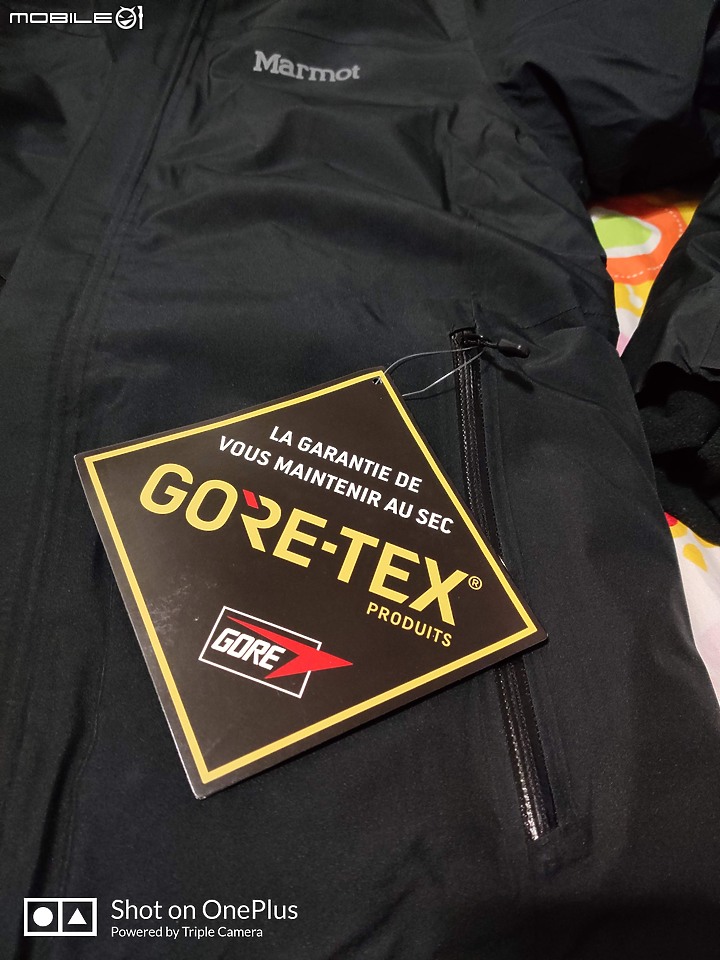 MOBILE01
Marmot
LA GARANTIE DE
VOUS MAINTENIR AU SEC
GORE-TEX®
PRODUITS
GORE
Shot on OnePlus
Powered by Triple Camera